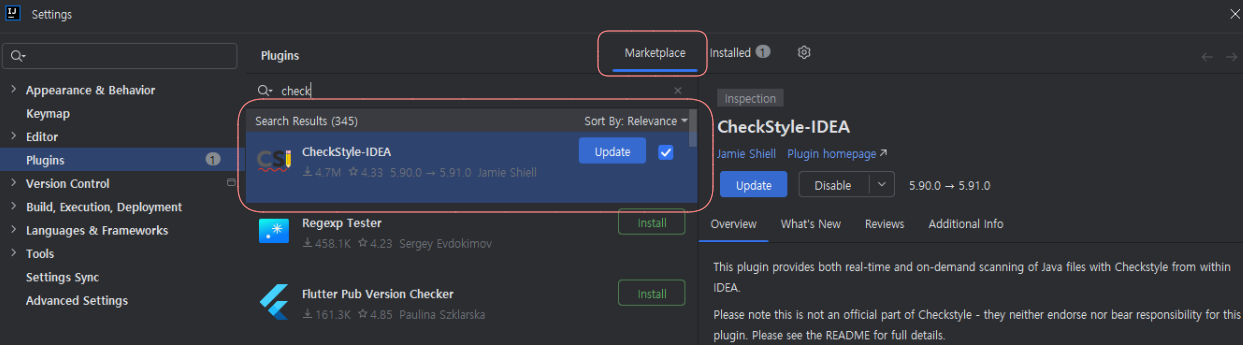 Settings
Plugins
Marketplace
Installed 1
Appearance & Behavior
Keymap
Editor
Plugins 1
Version Control
Build, Execution, Deployment
Languages & Frameworks
Tools
Settings Sync
Advanced Settings
check
Search Results (345) Sort By: Relevance
CheckStyle-IDEA
4.7M 4.33 5.90.0 → 5.91.0 Jamie Shiell
Update
Regexp Tester
458.1K 4.23 Sergey Evdokimov
Install
Flutter Pub Version Checker
161.3K 4.85 Paulina Szklarska
Install
Inspection
CheckStyle-IDEA
Jamie Shiell Plugin homepage ↗
Update Disable 5.90.0 → 5.91.0
Overview What's New Reviews Additional Info
This plugin provides both real-time and on-demand scanning of Java files with Checkstyle from within
IDEA.
Please note this is not an official part of Checkstyle - they neither endorse nor bear responsibility for this
plugin. Please see the README for full details.